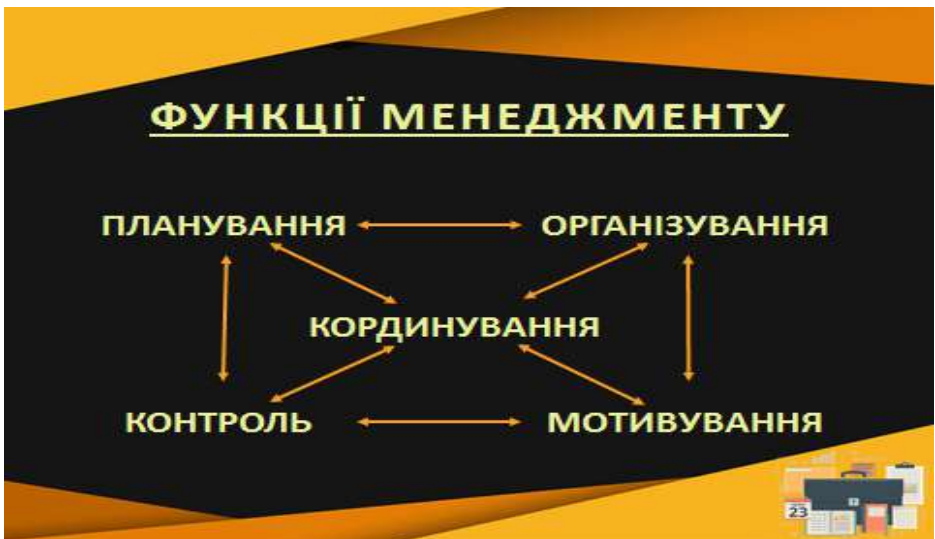 ФУНКЦІЇ МЕНЕДЖМЕНТУ
ПЛАНУВАННЯ
ОРГАНІЗУВАННЯ
КОРДИНУВАННЯ
КОНТРОЛЬ
МОТИВУВАННЯ
23